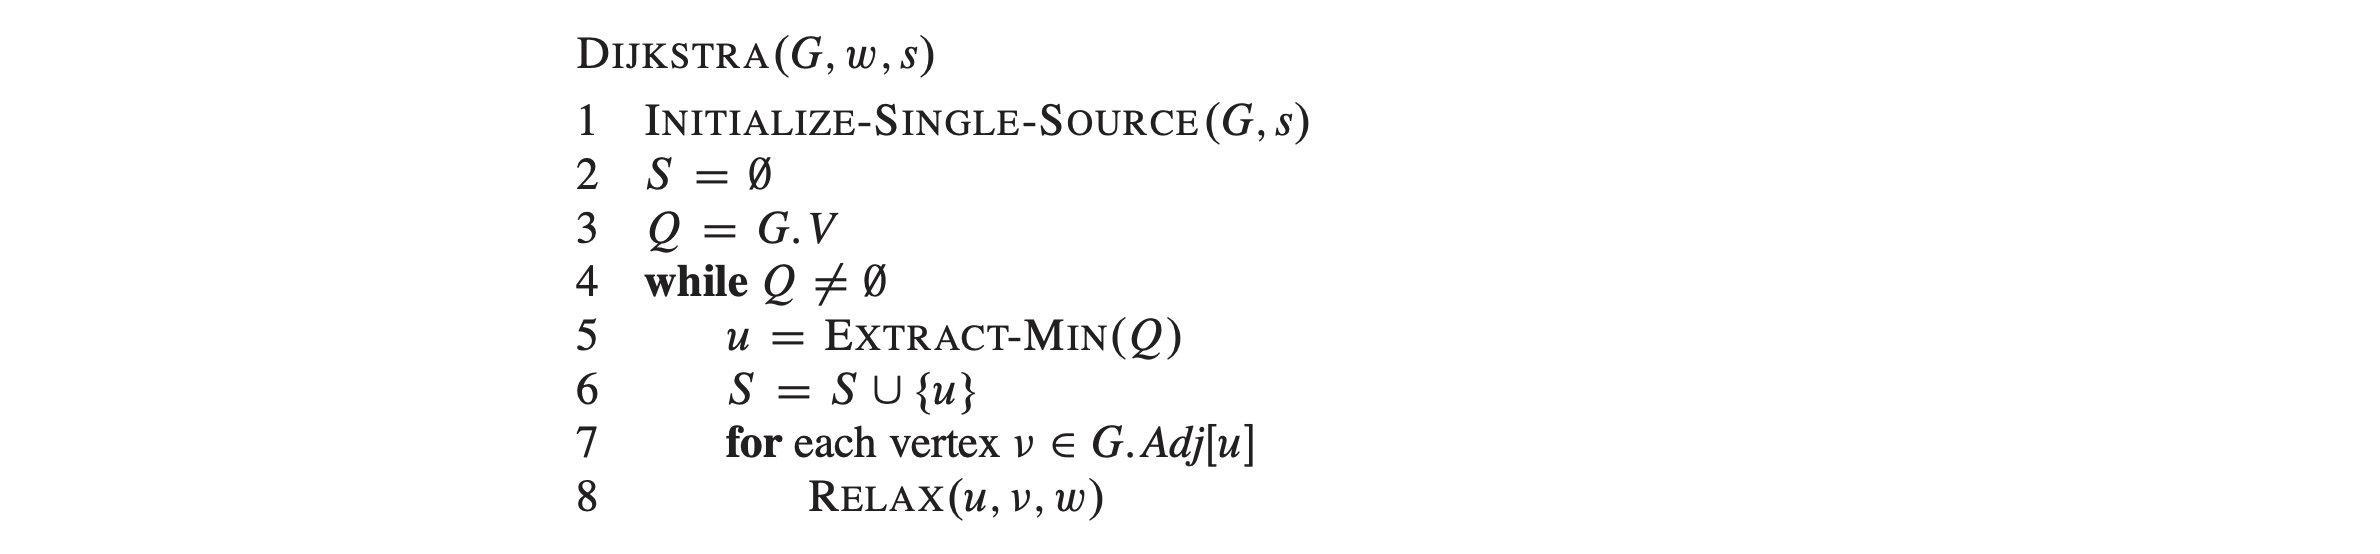 DIJKSTRA(G, w, s)
1 INITIALIZE-SINGLE-SOURCE(G, s)
2 S = ∅
3 Q = G.V
4 while Q ≠ ∅
5 u = EXTRACT-MIN(Q)
6 S = S ∪ {u}
7 for each vertex v ∈ G.Adj[u]
8 RELAX(u, v, w)